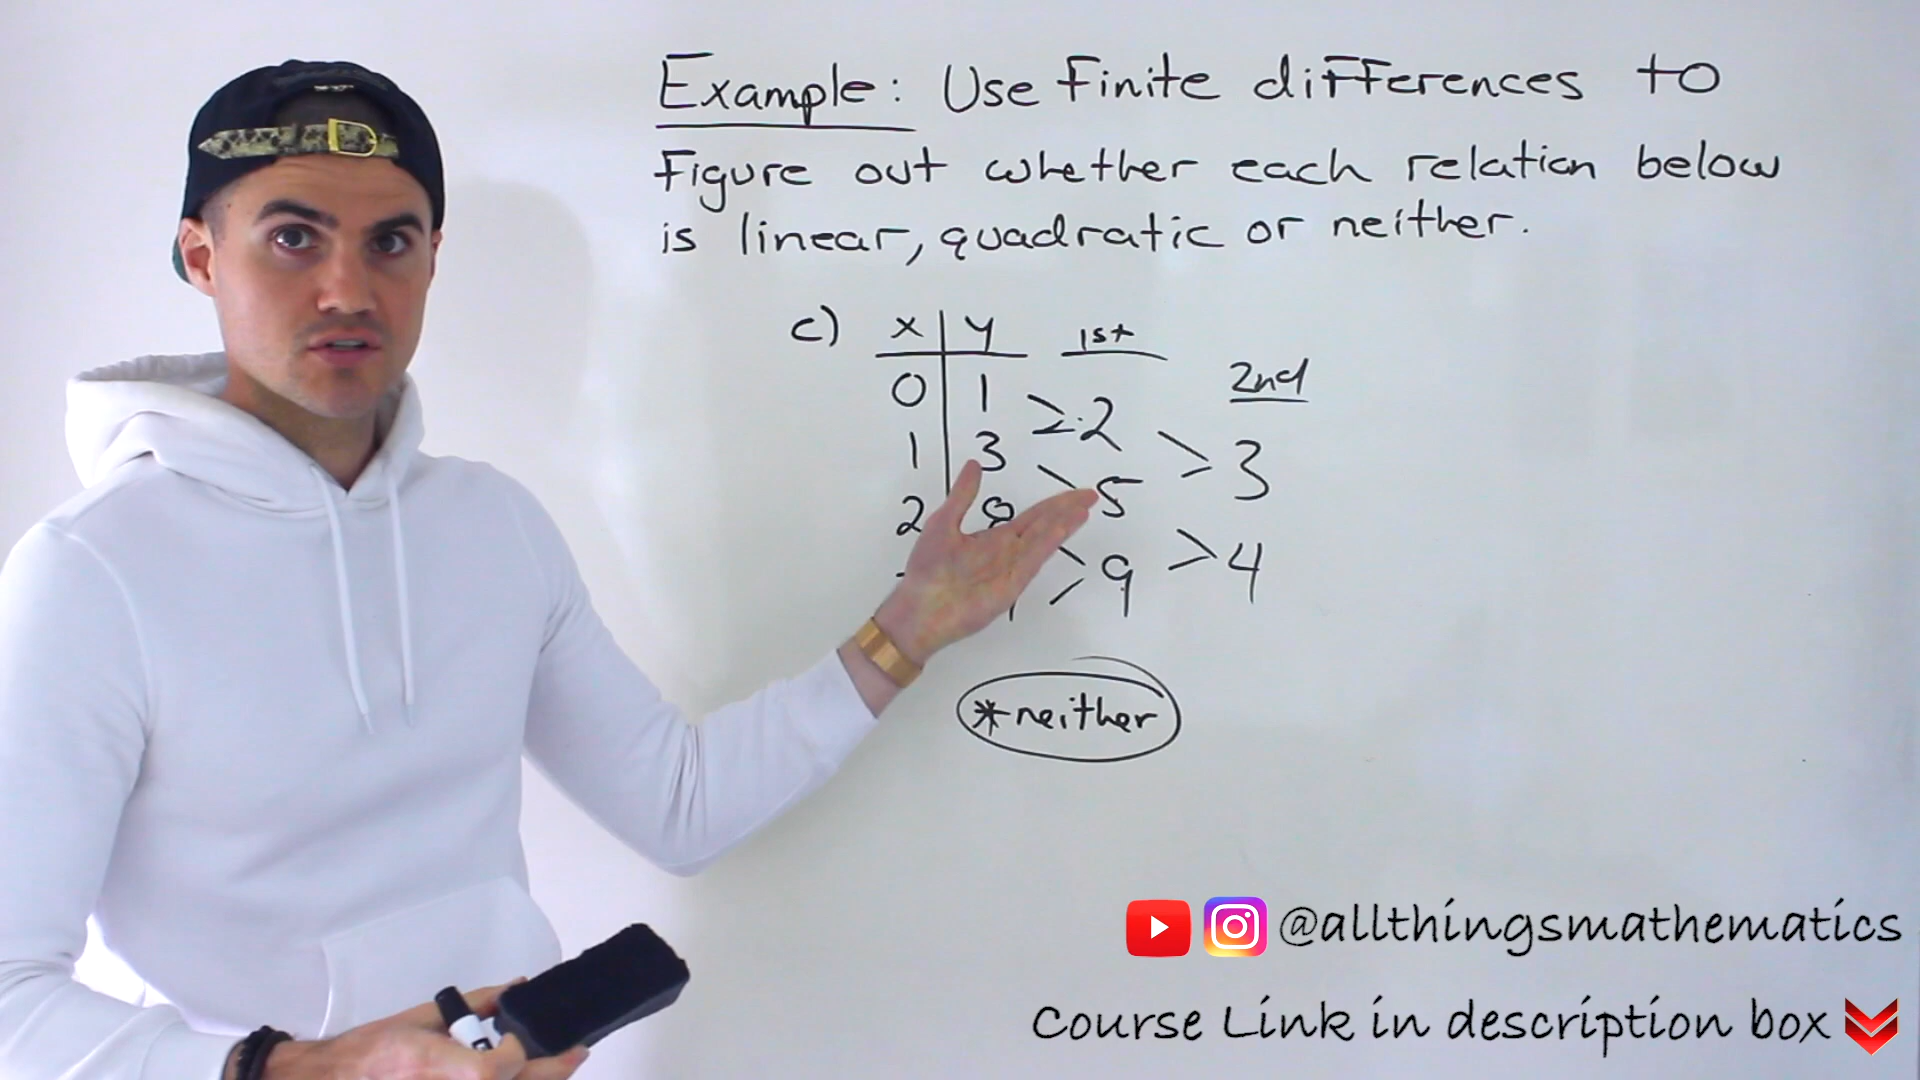 Example: Use finite differences to
figure out whether each relation below
is linear, quadratic or neither.
c) x y 1st
2nd
0 1
2
1 3
3
5
2 8
4
9
*neither
@allthingsmathematics
Course Link in description box